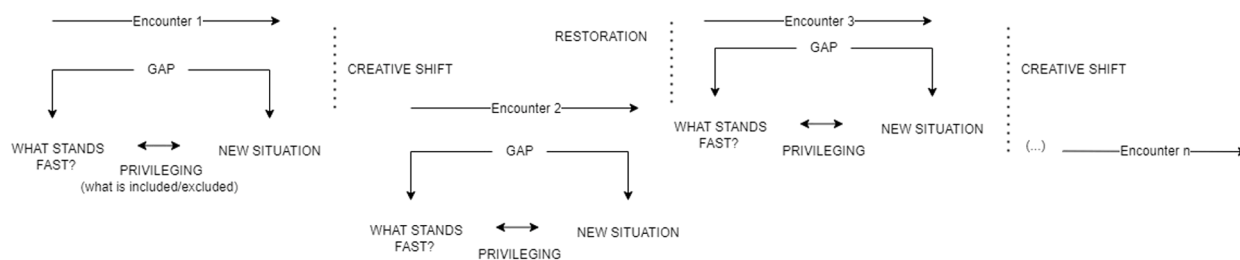 Encounter 1
GAP
WHAT STANDS
FAST?
PRIVILEGING
(what is included/excluded)
NEW SITUATION
CREATIVE SHIFT
Encounter 2
GAP
WHAT STANDS
FAST?
PRIVILEGING
NEW SITUATION
RESTORATION
Encounter 3
GAP
WHAT STANDS
FAST?
PRIVILEGING
NEW SITUATION
CREATIVE SHIFT
(...)
Encounter n